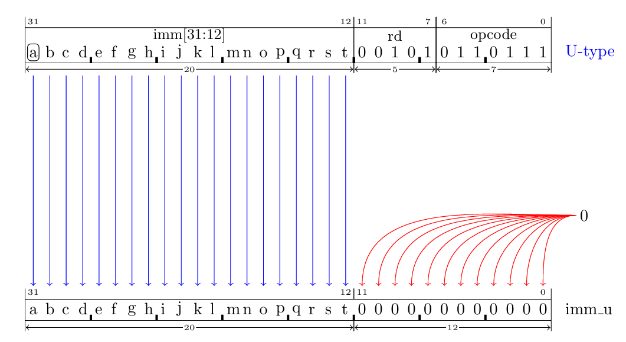 31 12 11 7 6 0
imm[31:12] rd opcode
a b c d e f g h i j k l m n o p q r s t 0 0 1 0 1 0 0 1 0 1 1 1 U-type
20 5 7
0
31 12 11 0
a b c d e f g h i j k l m n o p q r s t 0 0 0 0 0 0 0 0 0 0 0 0 imm_u
20 12